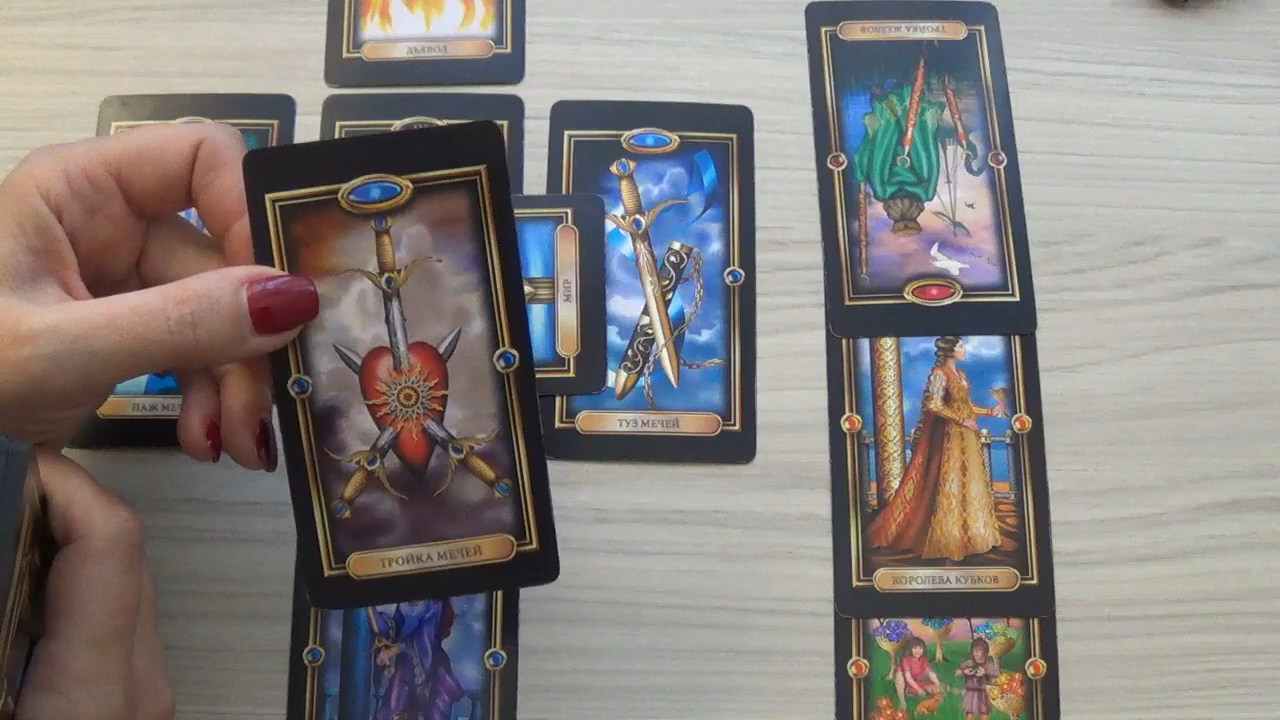 ДЬЯВОЛ
ТРОЙКА ЖЕЗЛОВ
МИР
ПАЖ МЕ
ТУЗ МЕЧЕЙ
ТРОЙКА МЕЧЕЙ
КОРОЛЕВА КУБКОВ